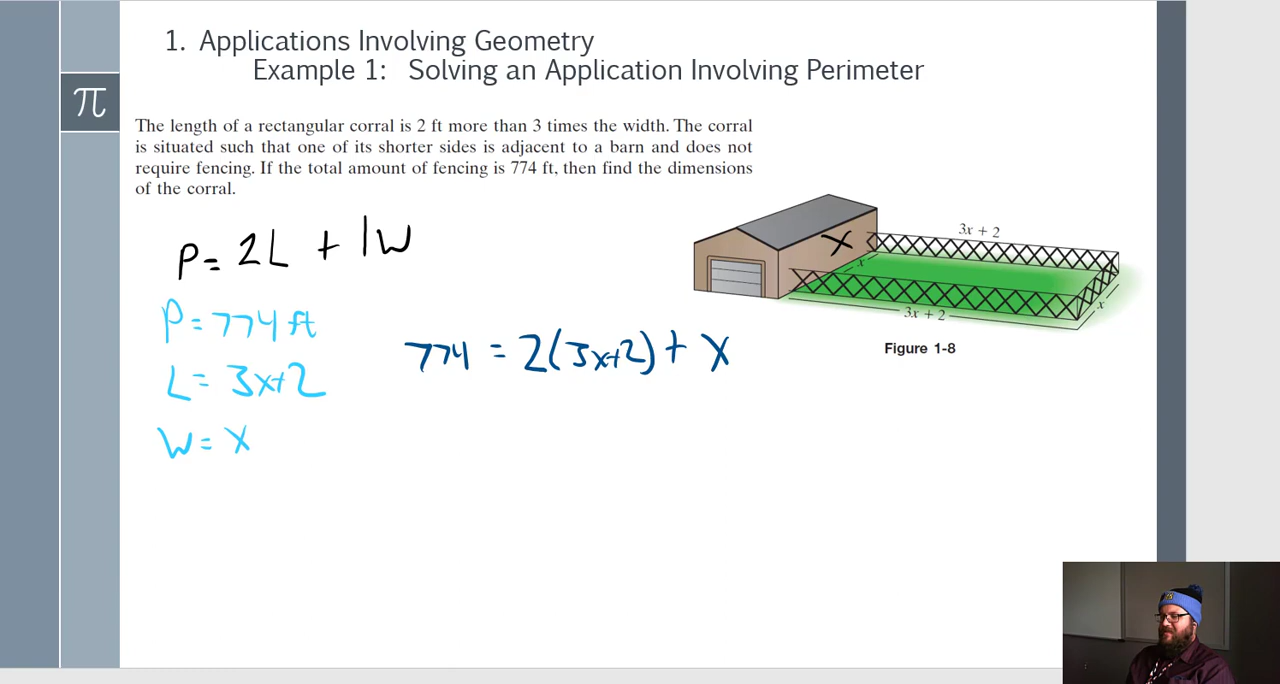 1. Applications Involving Geometry
Example 1: Solving an Application Involving Perimeter
π
The length of a rectangular corral is 2 ft more than 3 times the width. The corral
is situated such that one of its shorter sides is adjacent to a barn and does not
require fencing. If the total amount of fencing is 774 ft, then find the dimensions
of the corral.
P = 2L + 1W
P = 774 ft
L = 3x+2
W = x
774 = 2(3x+2) + x
x
3x + 2
x
x
3x + 2
Figure 1-8